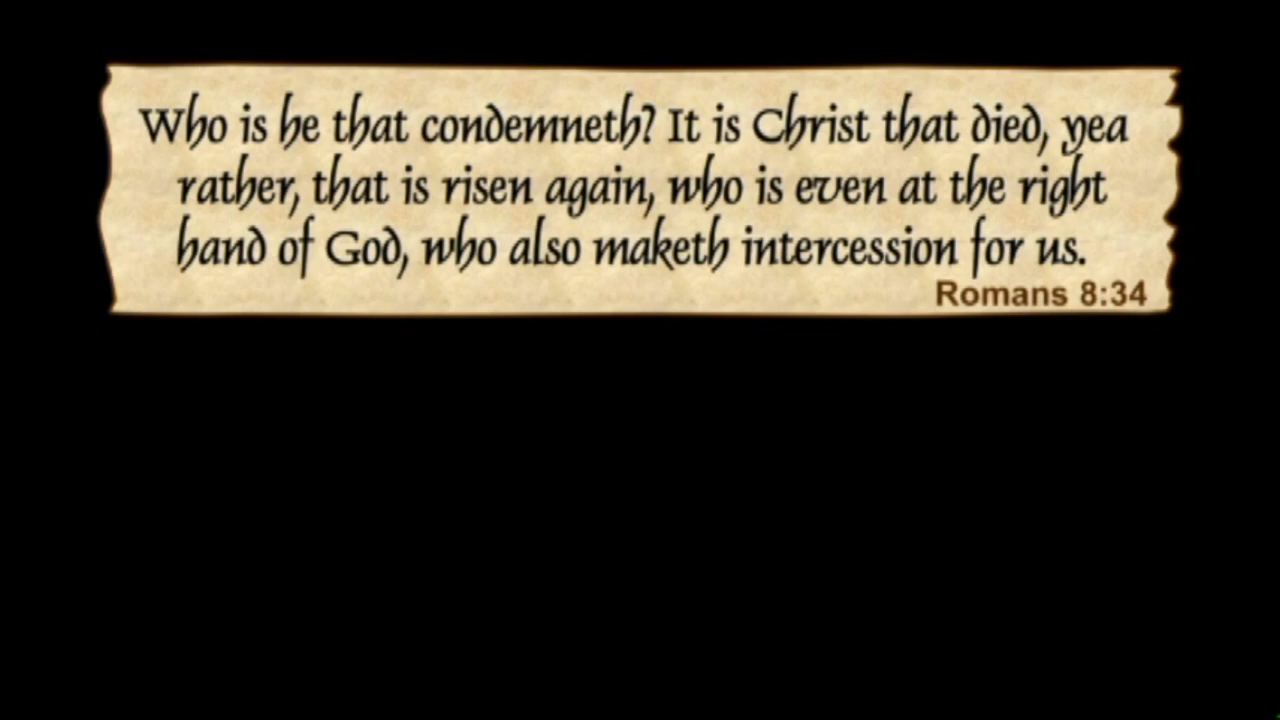 Who is he that condemneth? It is Christ that died, yea
rather, that is risen again, who is even at the right
hand of God, who also maketh intercession for us.
Romans 8:34